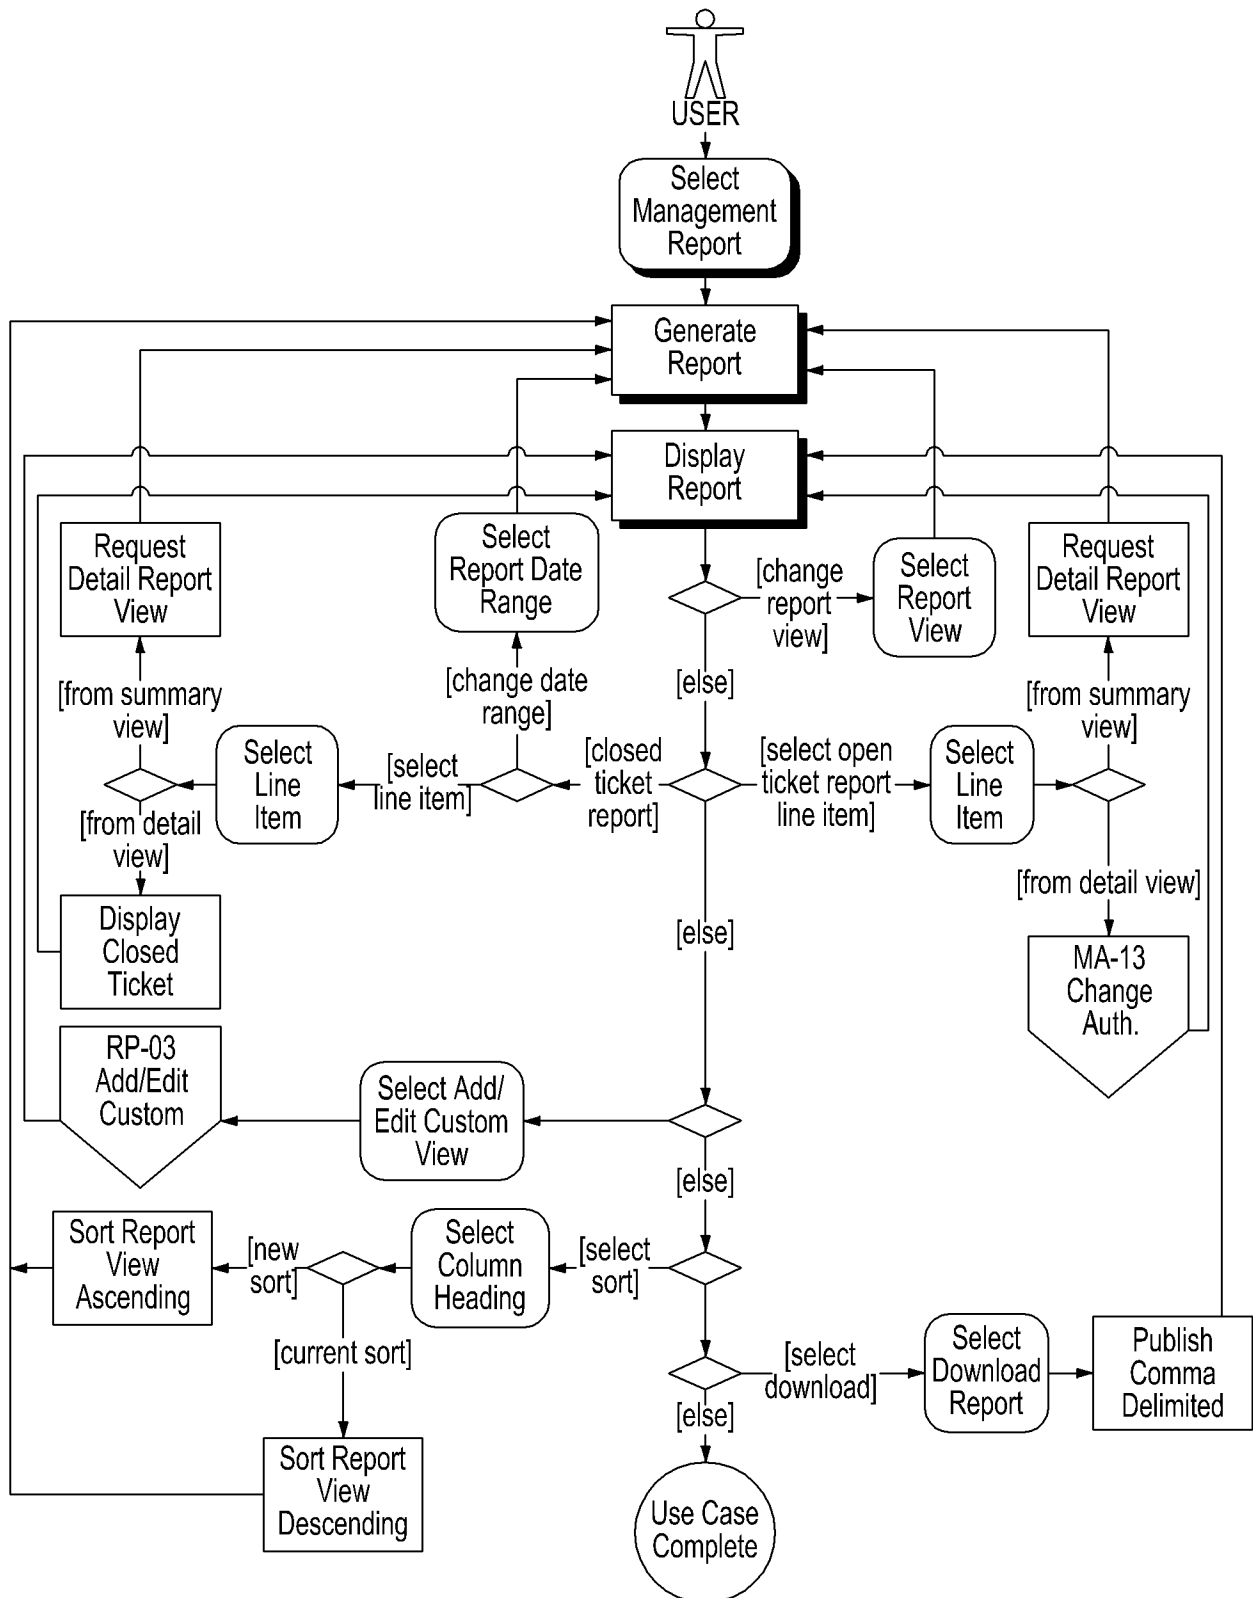 USER
Select
Management
Report
Generate
Report
Display
Report
Request
Detail Report
View
Select
Report Date
Range
[change
report
view]
Select
Report
View
Request
Detail Report
View
[from summary
view]
[change date
range]
[else]
[from summary
view]
Select
Line
Item
[select
line item]
[closed
ticket
report]
[select open
ticket report
line item]
Select
Line
Item
[from detail
view]
[from detail view]
Display
Closed
Ticket
[else]
MA-13
Change
Auth.
RP-03
Add/Edit
Custom
Select Add/
Edit Custom
View
[else]
Sort Report
View
Ascending
[new
sort]
Select
Column
Heading
[select
sort]
[current sort]
[select
download]
Select
Download
Report
Publish
Comma
Delimited
[else]
Sort Report
View
Descending
Use Case
Complete